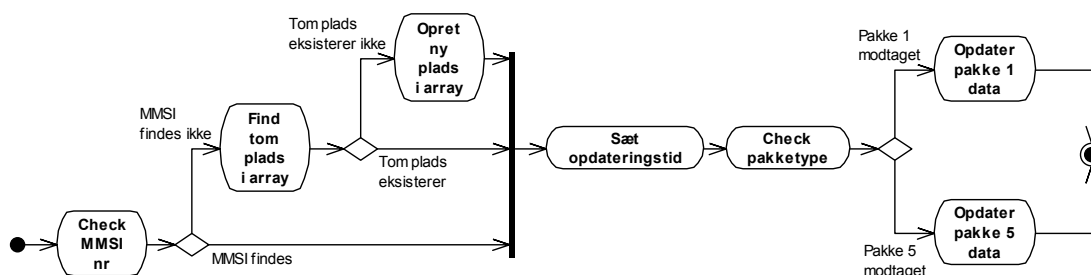 Check
MMSI
nr
MMSI
findes ikke
MMSI findes
Find
tom
plads
i array
Tom plads
eksisterer ikke
Tom plads
eksisterer
Opret
ny
plads
i array
Sæt
opdateringstid
Check
pakketype
Pakke 1
modtaget
Opdater
pakke 1
data
Pakke 5
modtaget
Opdater
pakke 5
data